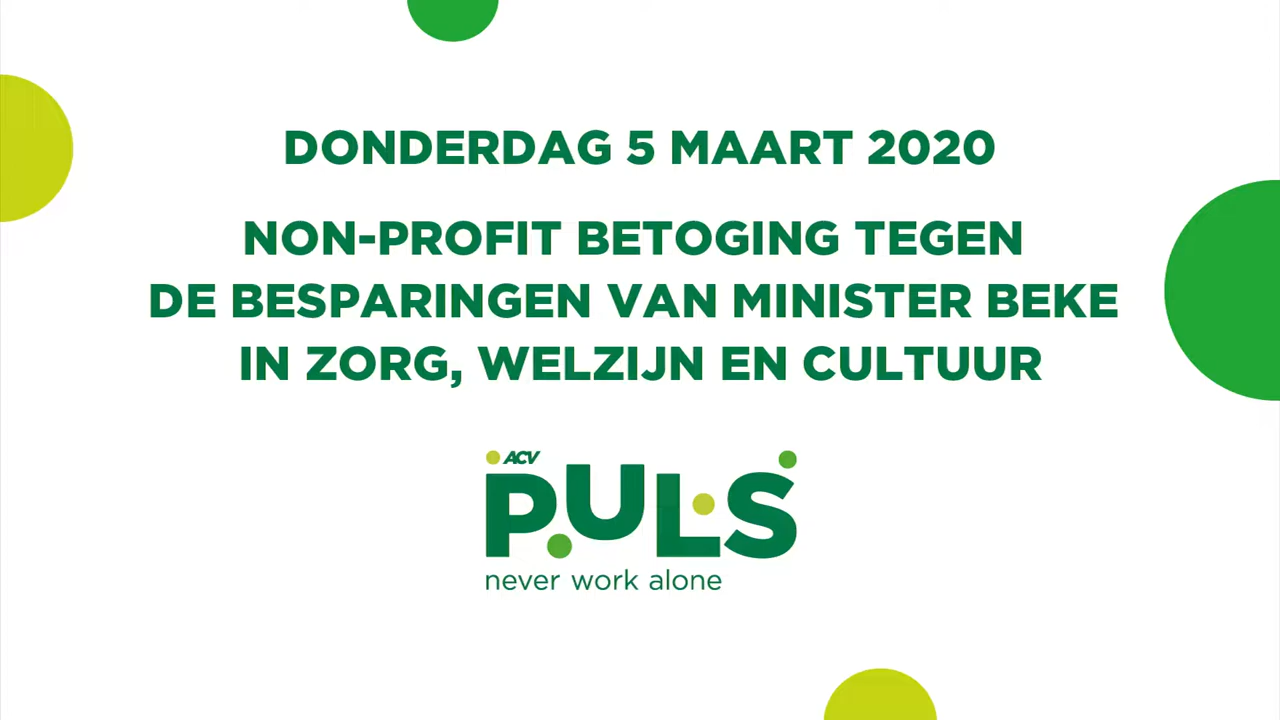 DONDERDAG 5 MAART 2020
NON-PROFIT BETOGING TEGEN
DE BESPARINGEN VAN MINISTER BEKE
IN ZORG, WELZIJN EN CULTUUR
ACV
PULS
never work alone